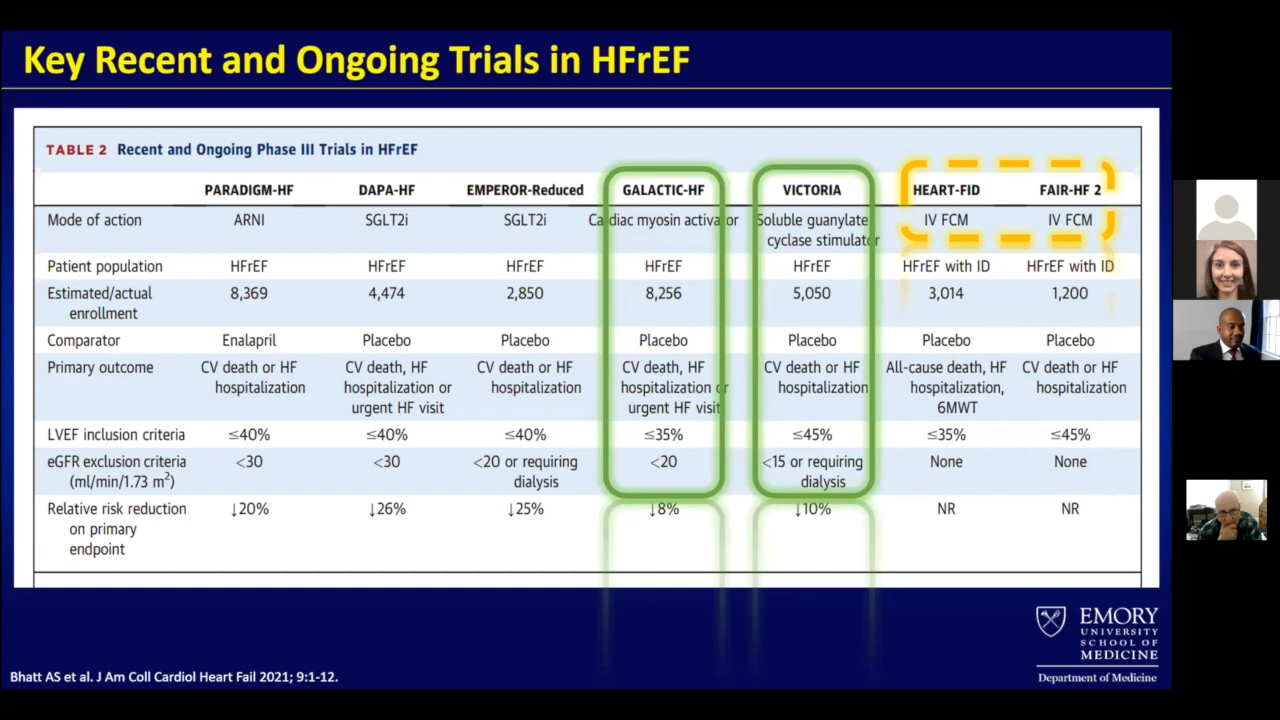 Key Recent and Ongoing Trials in HFrEF
TABLE 2 Recent and Ongoing Phase III Trials in HFrEF
PARADIGM-HF DAPA-HF EMPEROR-Reduced GALACTIC-HF VICTORIA HEART-FID FAIR-HF 2
Mode of action ARNI SGLT2i SGLT2i Cardiac myosin activator Soluble guanylate IV FCM IV FCM
cyclase stimulator
Patient population HFrEF HFrEF HFrEF HFrEF HFrEF HFrEF with ID HFrEF with ID
Estimated/actual 8,369 4,474 2,850 8,256 5,050 3,014 1,200
enrollment
Comparator Enalapril Placebo Placebo Placebo Placebo Placebo Placebo
Primary outcome CV death or HF CV death, HF CV death or HF CV death, HF CV death or HF All-cause death, HF CV death or HF
hospitalization hospitalization or hospitalization hospitalization or hospitalization hospitalization, hospitalization
urgent HF visit urgent HF visit 6MWT
LVEF inclusion criteria ≤40% ≤40% ≤40% ≤35% ≤45% ≤35% ≤45%
eGFR exclusion criteria <30 <30 <20 or requiring <20 <15 or requiring None None
(ml/min/1.73 m²) dialysis dialysis
Relative risk reduction ↓20% ↓26% ↓25% ↓8% ↓10% NR NR
on primary
endpoint
EMORY
UNIVERSITY
SCHOOL OF
MEDICINE
Department of Medicine
Bhatt AS et al. J Am Coll Cardiol Heart Fail 2021; 9:1-12.